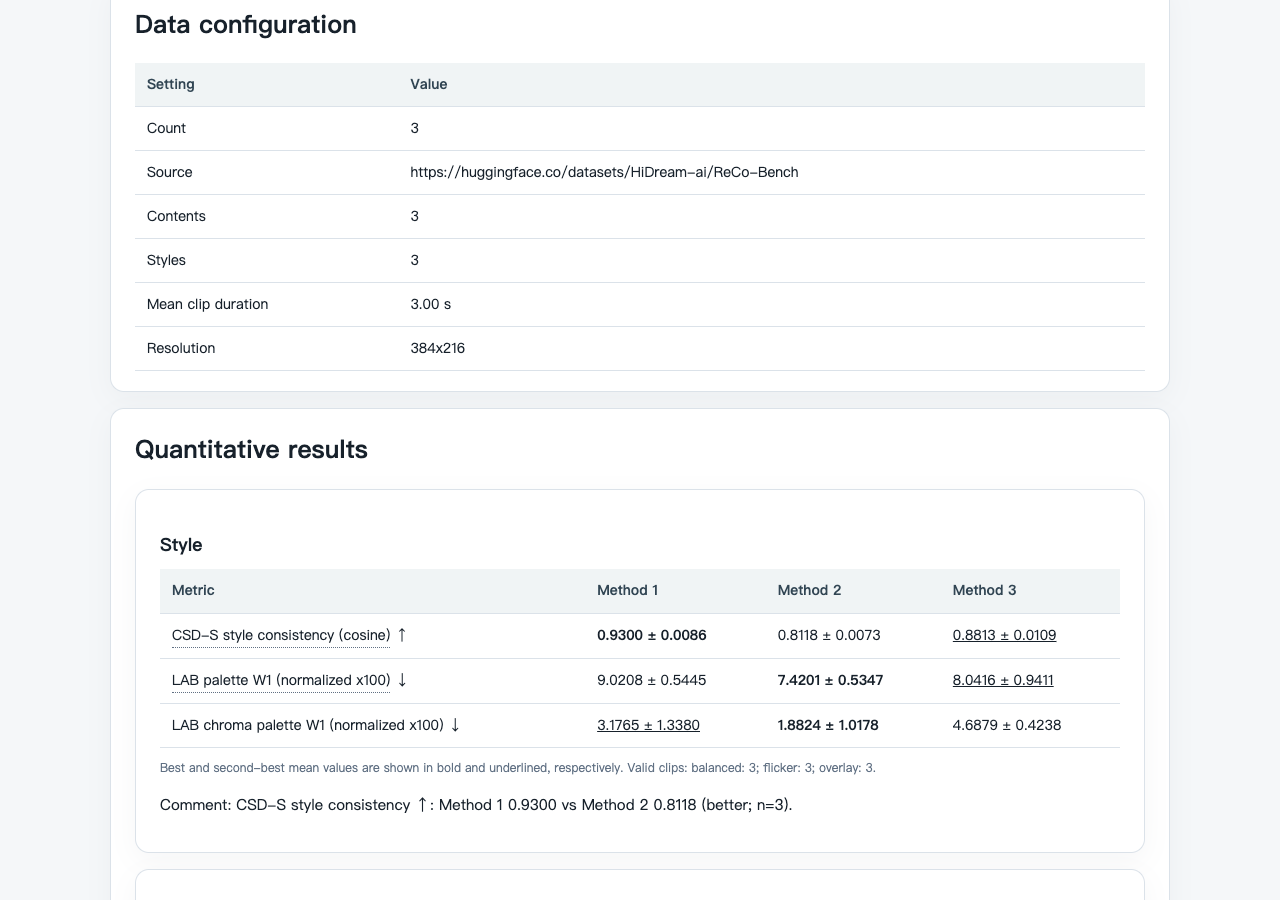 Data configuration
Setting Value
Count 3
Source https://huggingface.co/datasets/HiDream-ai/ReCo-Bench
Contents 3
Styles 3
Mean clip duration 3.00 s
Resolution 384x216
Quantitative results
Style
Metric Method 1 Method 2 Method 3
CSD-S style consistency (cosine) ↑ 0.9300 ± 0.0086 0.8118 ± 0.0073 0.8813 ± 0.0109
LAB palette W1 (normalized x100) ↓ 9.0208 ± 0.5445 7.4201 ± 0.5347 8.0416 ± 0.9411
LAB chroma palette W1 (normalized x100) ↓ 3.1765 ± 1.3380 1.8824 ± 1.0178 4.6879 ± 0.4238
Best and second-best mean values are shown in bold and underlined, respectively. Valid clips: balanced: 3; flicker: 3; overlay: 3.
Comment: CSD-S style consistency ↑: Method 1 0.9300 vs Method 2 0.8118 (better; n=3).